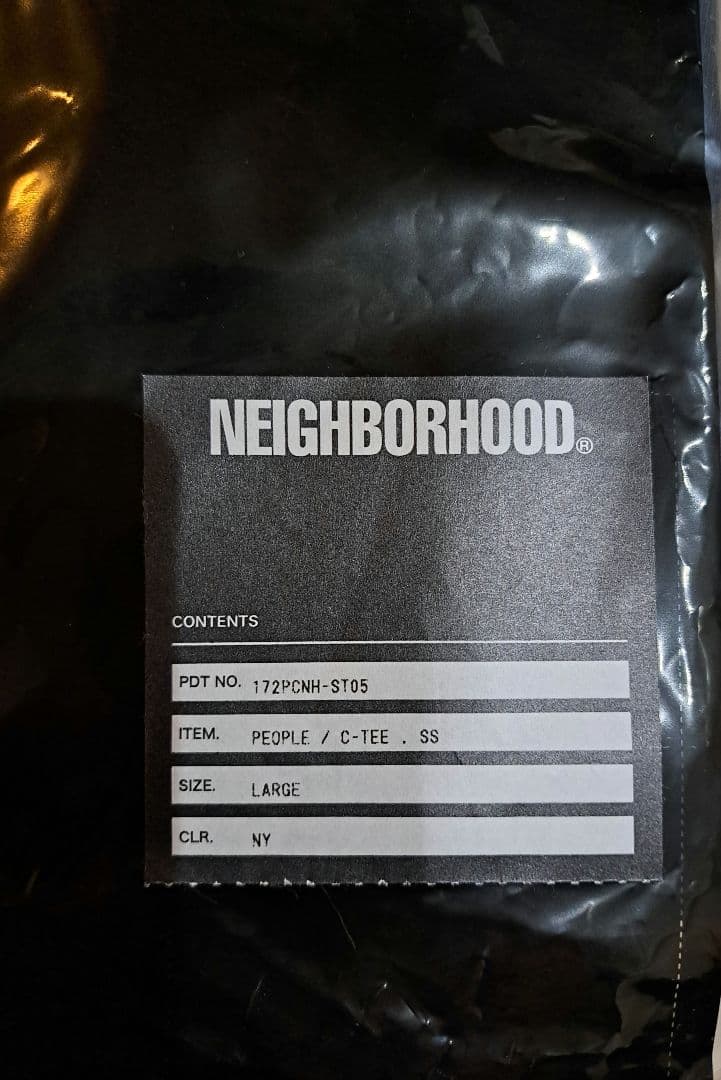 NEIGHBORHOOD®
CONTENTS
PDT NO. 172PCNH-ST05
ITEM. PEOPLE / C-TEE . SS
SIZE. LARGE
CLR. NY